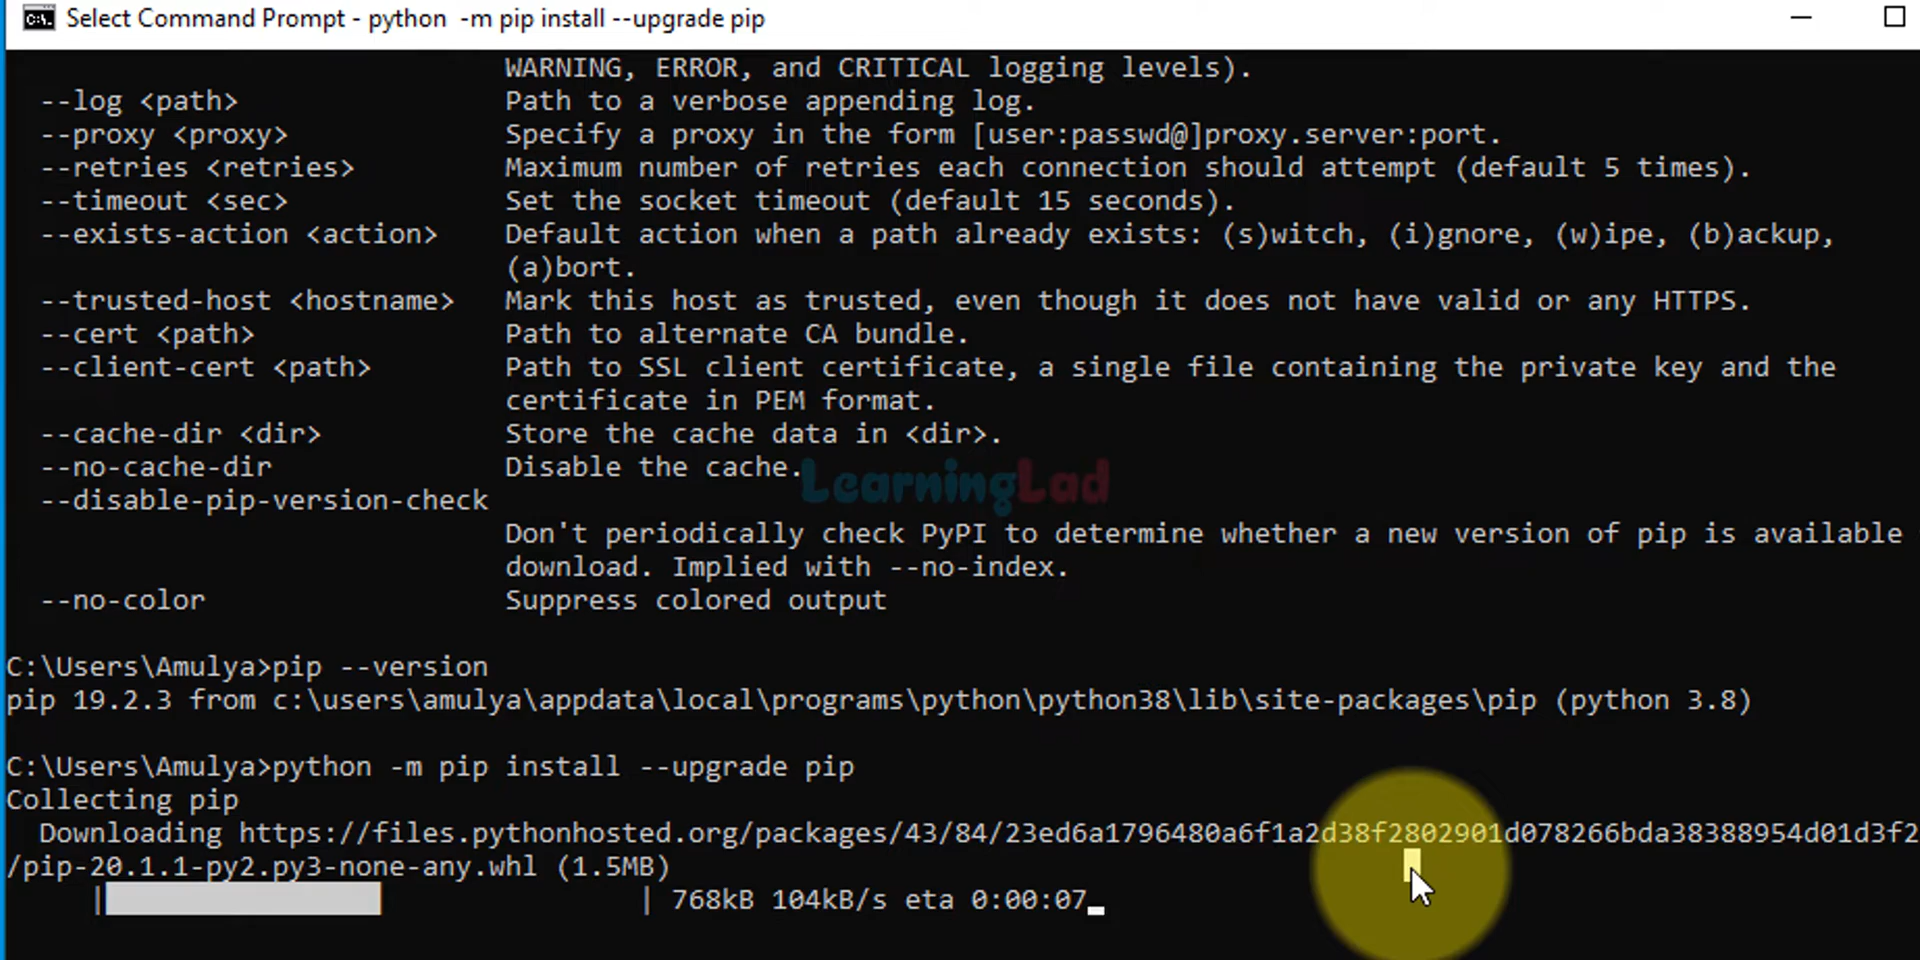 Select Command Prompt - python -m pip install --upgrade pip
WARNING, ERROR, and CRITICAL logging levels).
--log <path> Path to a verbose appending log.
--proxy <proxy> Specify a proxy in the form [user:passwd@]proxy.server:port.
--retries <retries> Maximum number of retries each connection should attempt (default 5 times).
--timeout <sec> Set the socket timeout (default 15 seconds).
--exists-action <action> Default action when a path already exists: (s)witch, (i)gnore, (w)ipe, (b)ackup,
(a)bort.
--trusted-host <hostname> Mark this host as trusted, even though it does not have valid or any HTTPS.
--cert <path> Path to alternate CA bundle.
--client-cert <path> Path to SSL client certificate, a single file containing the private key and the
certificate in PEM format.
--cache-dir <dir> Store the cache data in <dir>.
--no-cache-dir Disable the cache.
LearningLad
--disable-pip-version-check
Don't periodically check PyPI to determine whether a new version of pip is available
download. Implied with --no-index.
--no-color Suppress colored output
C:\Users\Amulya>pip --version
pip 19.2.3 from c:\users\amulya\appdata\local\programs\python\python38\lib\site-packages\pip (python 3.8)
C:\Users\Amulya>python -m pip install --upgrade pip
Collecting pip
Downloading https://files.pythonhosted.org/packages/43/84/23ed6a1796480a6f1a2d38f2802901d078266bda38388954d01d3f2
/pip-20.1.1-py2.py3-none-any.whl (1.5MB)
| | 768kB 104kB/s eta 0:00:07